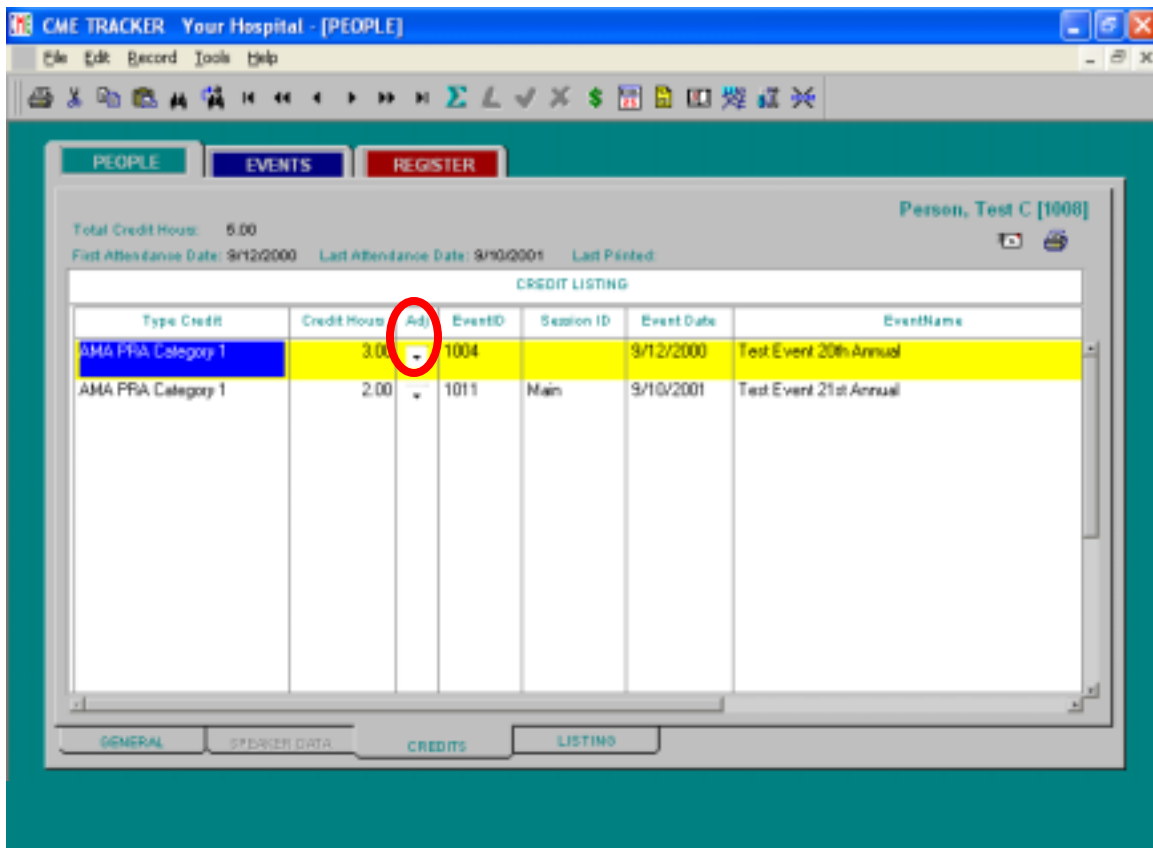 CME TRACKER Your Hospital - [PEOPLE]
File Edit Record Tools Help
PEOPLE EVENTS REGISTER
Person, Test C [1008]
Total Credit Hours: 5.00
First Attendance Date: 9/12/2000 Last Attendance Date: 9/10/2001 Last Printed:
CREDIT LISTING
Type Credit Credit Hours Adj EventID Session ID Event Date EventName
AMA PRA Category 1 3.00 1004 9/12/2000 Test Event 20th Annual
AMA PRA Category 1 2.00 1011 Main 9/10/2001 Test Event 21st Annual
GENERAL SPEAKER DATA CREDITS LISTING